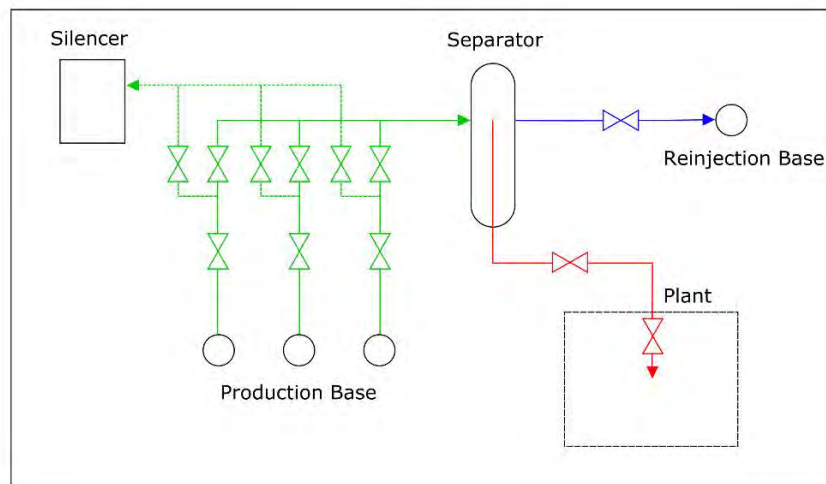 Silencer
Separator
Reinjection Base
Plant
Production Base